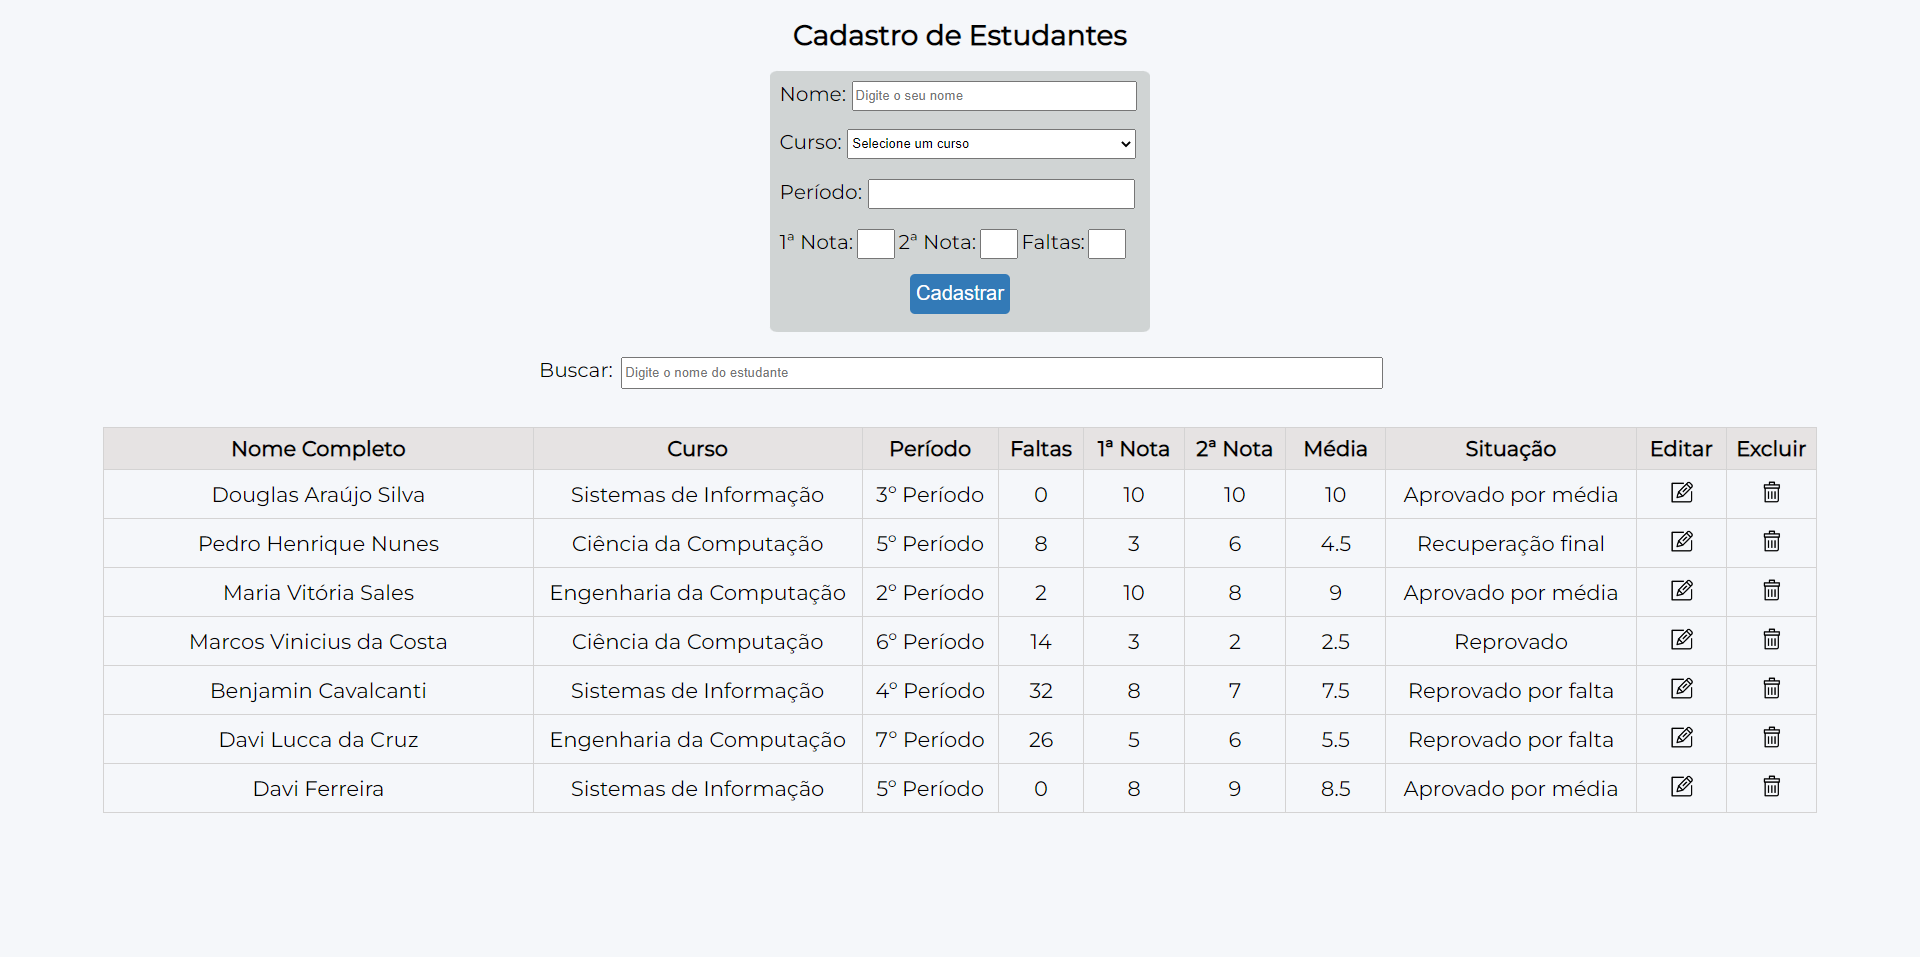 Cadastro de Estudantes
Nome: Digite o seu nome
Curso: Selecione um curso
Período:
1ª Nota: 2ª Nota: Faltas:
Cadastrar
Buscar: Digite o nome do estudante
Nome Completo Curso Período Faltas 1ª Nota 2ª Nota Média Situação Editar Excluir
Douglas Araújo Silva Sistemas de Informação 3º Período 0 10 10 10 Aprovado por média
Pedro Henrique Nunes Ciência da Computação 5º Período 8 3 6 4.5 Recuperação final
Maria Vitória Sales Engenharia da Computação 2º Período 2 10 8 9 Aprovado por média
Marcos Vinicius da Costa Ciência da Computação 6º Período 14 3 2 2.5 Reprovado
Benjamin Cavalcanti Sistemas de Informação 4º Período 32 8 7 7.5 Reprovado por falta
Davi Lucca da Cruz Engenharia da Computação 7º Período 26 5 6 5.5 Reprovado por falta
Davi Ferreira Sistemas de Informação 5º Período 0 8 9 8.5 Aprovado por média